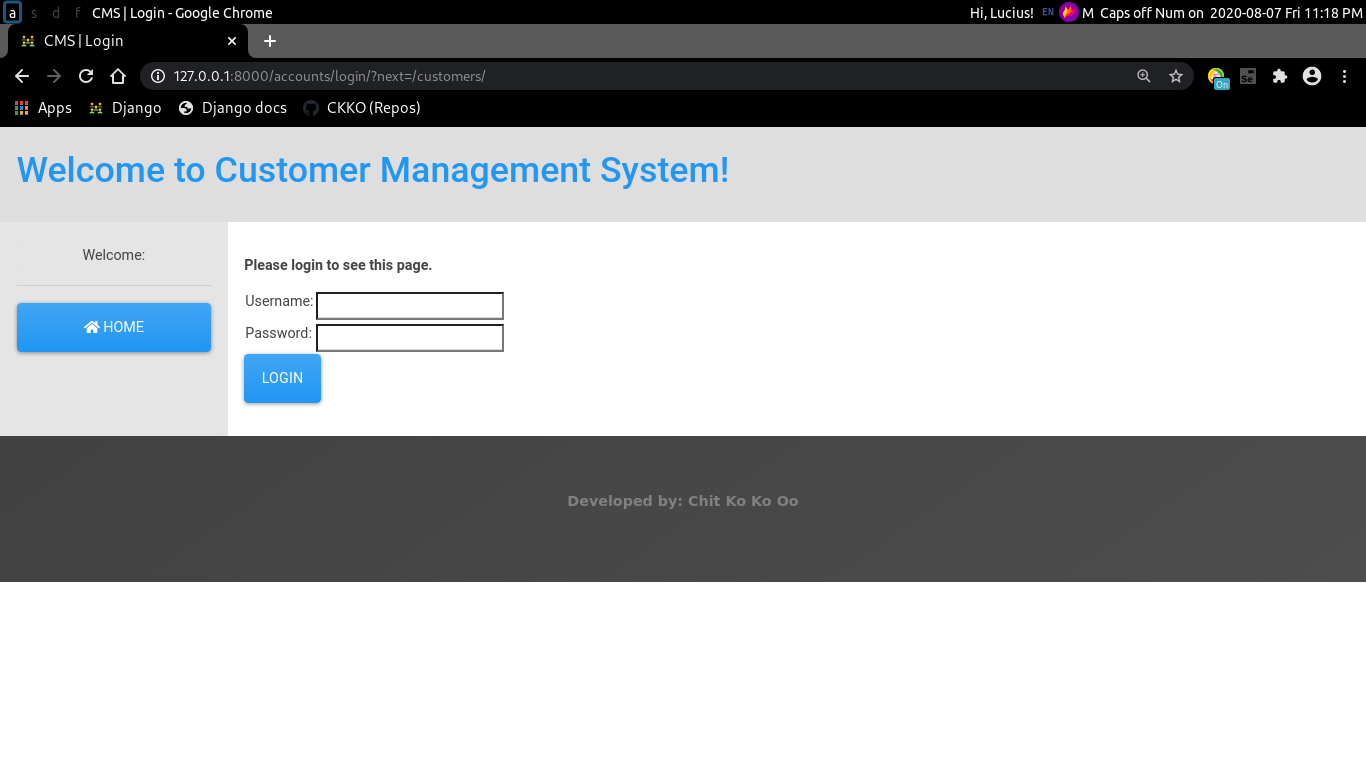 a s d f CMS | Login - Google Chrome Hi, Lucius! EN M Caps off Num on 2020-08-07 Fri 11:18 PM
CMS | Login
127.0.0.1:8000/accounts/login/?next=/customers/
On Se
Apps Django Django docs CKKO (Repos)
Welcome to Customer Management System!
Welcome:
HOME
Please login to see this page.
Username:
Password:
LOGIN
Developed by: Chit Ko Ko Oo